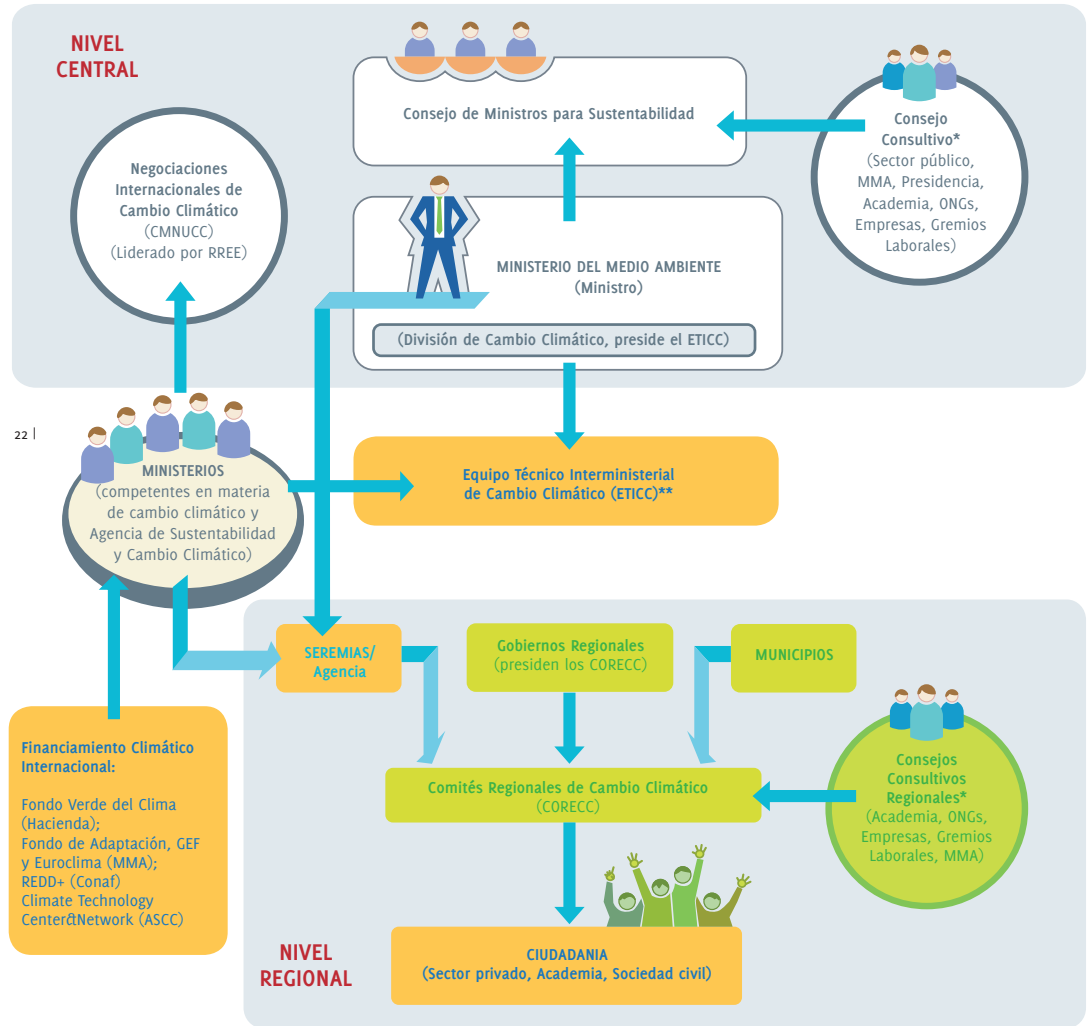 NIVEL
CENTRAL
Consejo de Ministros para Sustentabilidad
Consejo
Consultivo*
(Sector público,
MMA, Presidencia,
Academia, ONGs,
Empresas, Gremios
Laborales)
Negociaciones
Internacionales de
Cambio Climático
(CMNUCC)
(Liderado por RREE)
MINISTERIO DEL MEDIO AMBIENTE
(Ministro)
(División de Cambio Climático, preside el ETICC)
22 |
MINISTERIOS
(competentes en materia
de cambio climático y
Agencia de Sustentabilidad
y Cambio Climático)
Equipo Técnico Interministerial
de Cambio Climático (ETICC)**
SEREMIAS/
Agencia
Gobiernos Regionales
(presiden los CORECC)
MUNICIPIOS
Financiamiento Climático
Internacional:
Fondo Verde del Clima
(Hacienda);
Fondo de Adaptación, GEF
y Euroclima (MMA);
REDD+ (Conaf)
Climate Technology
Center&Network (ASCC)
Comités Regionales de Cambio Climático
(CORECC)
Consejos
Consultivos
Regionales*
(Academia, ONGs,
Empresas, Gremios
Laborales, MMA)
NIVEL
REGIONAL
CIUDADANIA
(Sector privado, Academia, Sociedad civil)